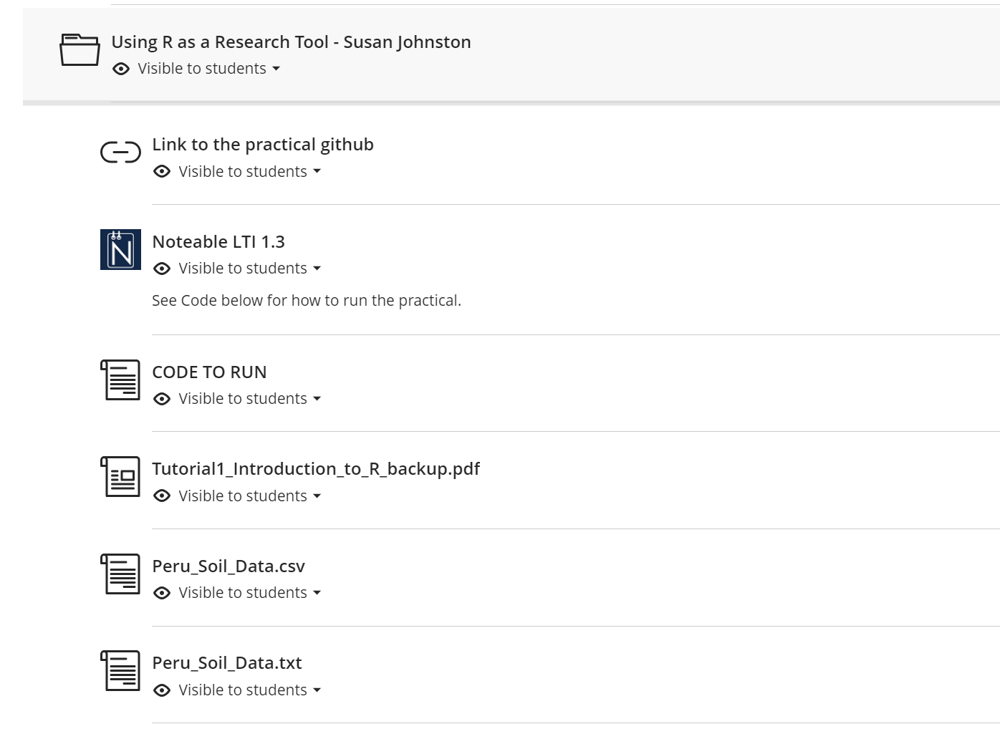 Using R as a Research Tool - Susan Johnston
Visible to students
Link to the practical github
Visible to students
N
Noteable LTI 1.3
Visible to students
See Code below for how to run the practical.
CODE TO RUN
Visible to students
Tutorial1_Introduction_to_R_backup.pdf
Visible to students
Peru_Soil_Data.csv
Visible to students
Peru_Soil_Data.txt
Visible to students